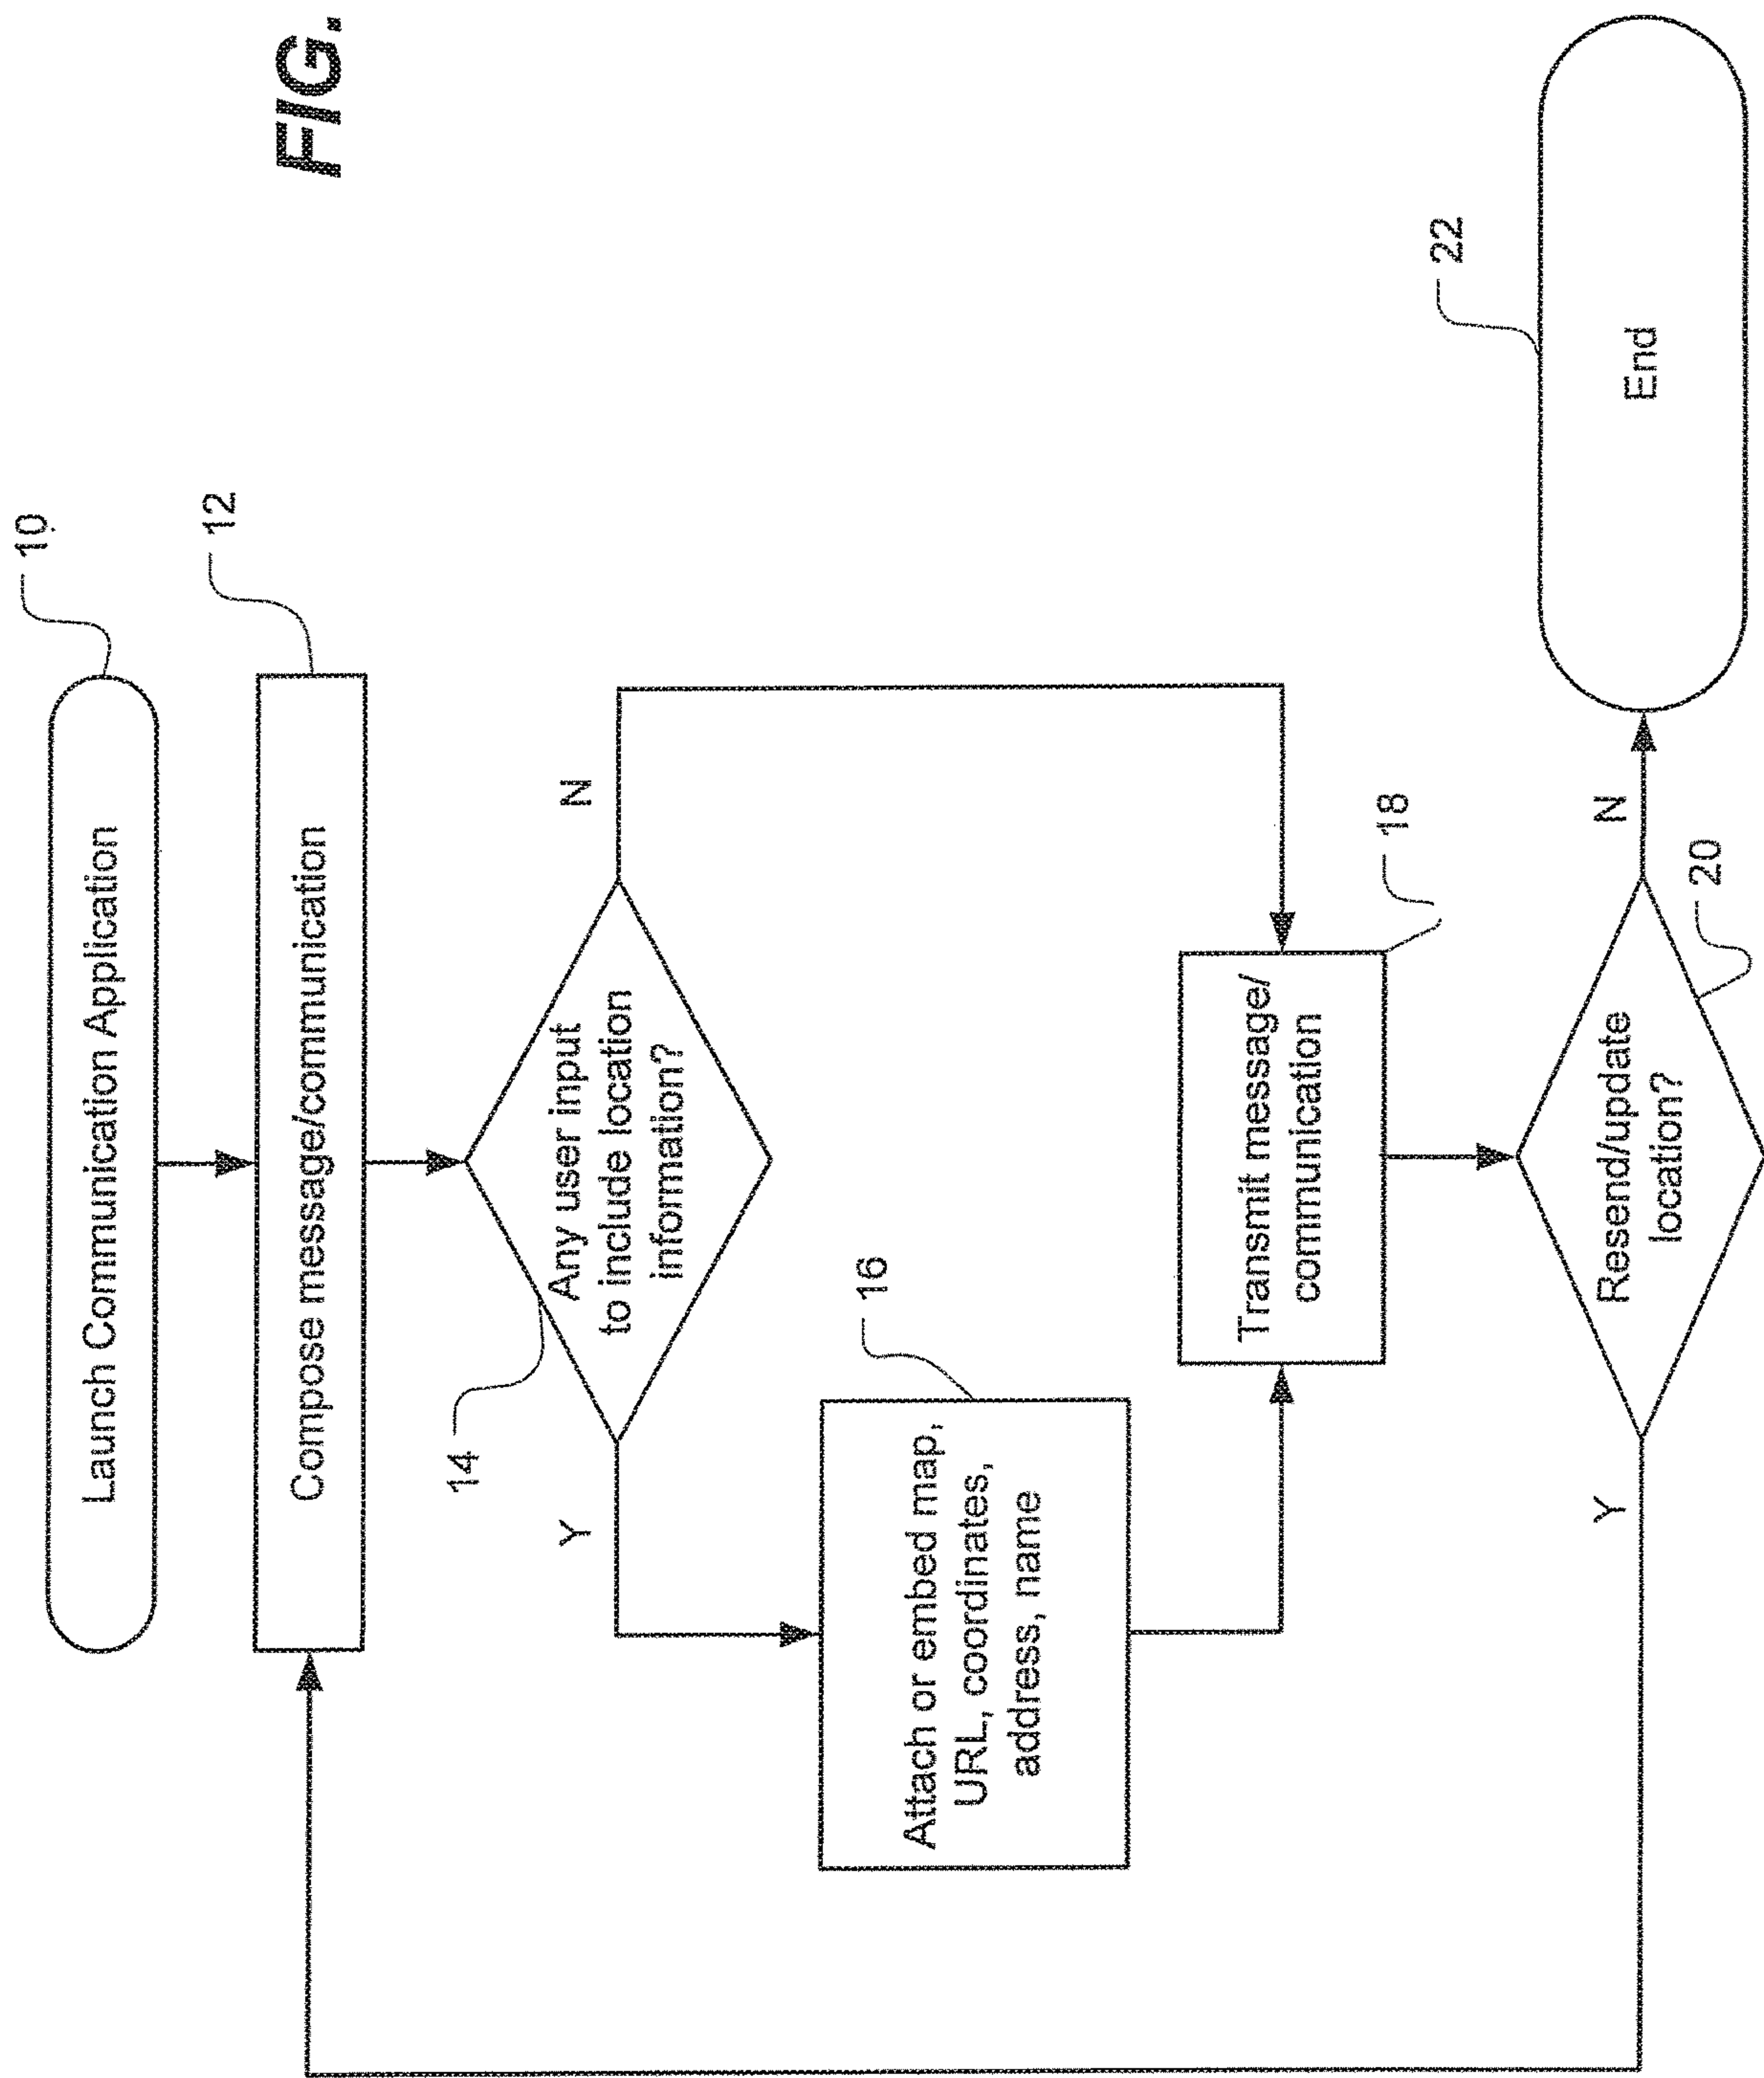 FIG.
10
Launch Communication Application
12
Compose message/communication
14
Any user input
to include location
information?
Y
N
16
Attach or embed map,
URL, coordinates,
address, name
18
Transmit message/
communication
20
Resend/update
location?
Y
N
22
End